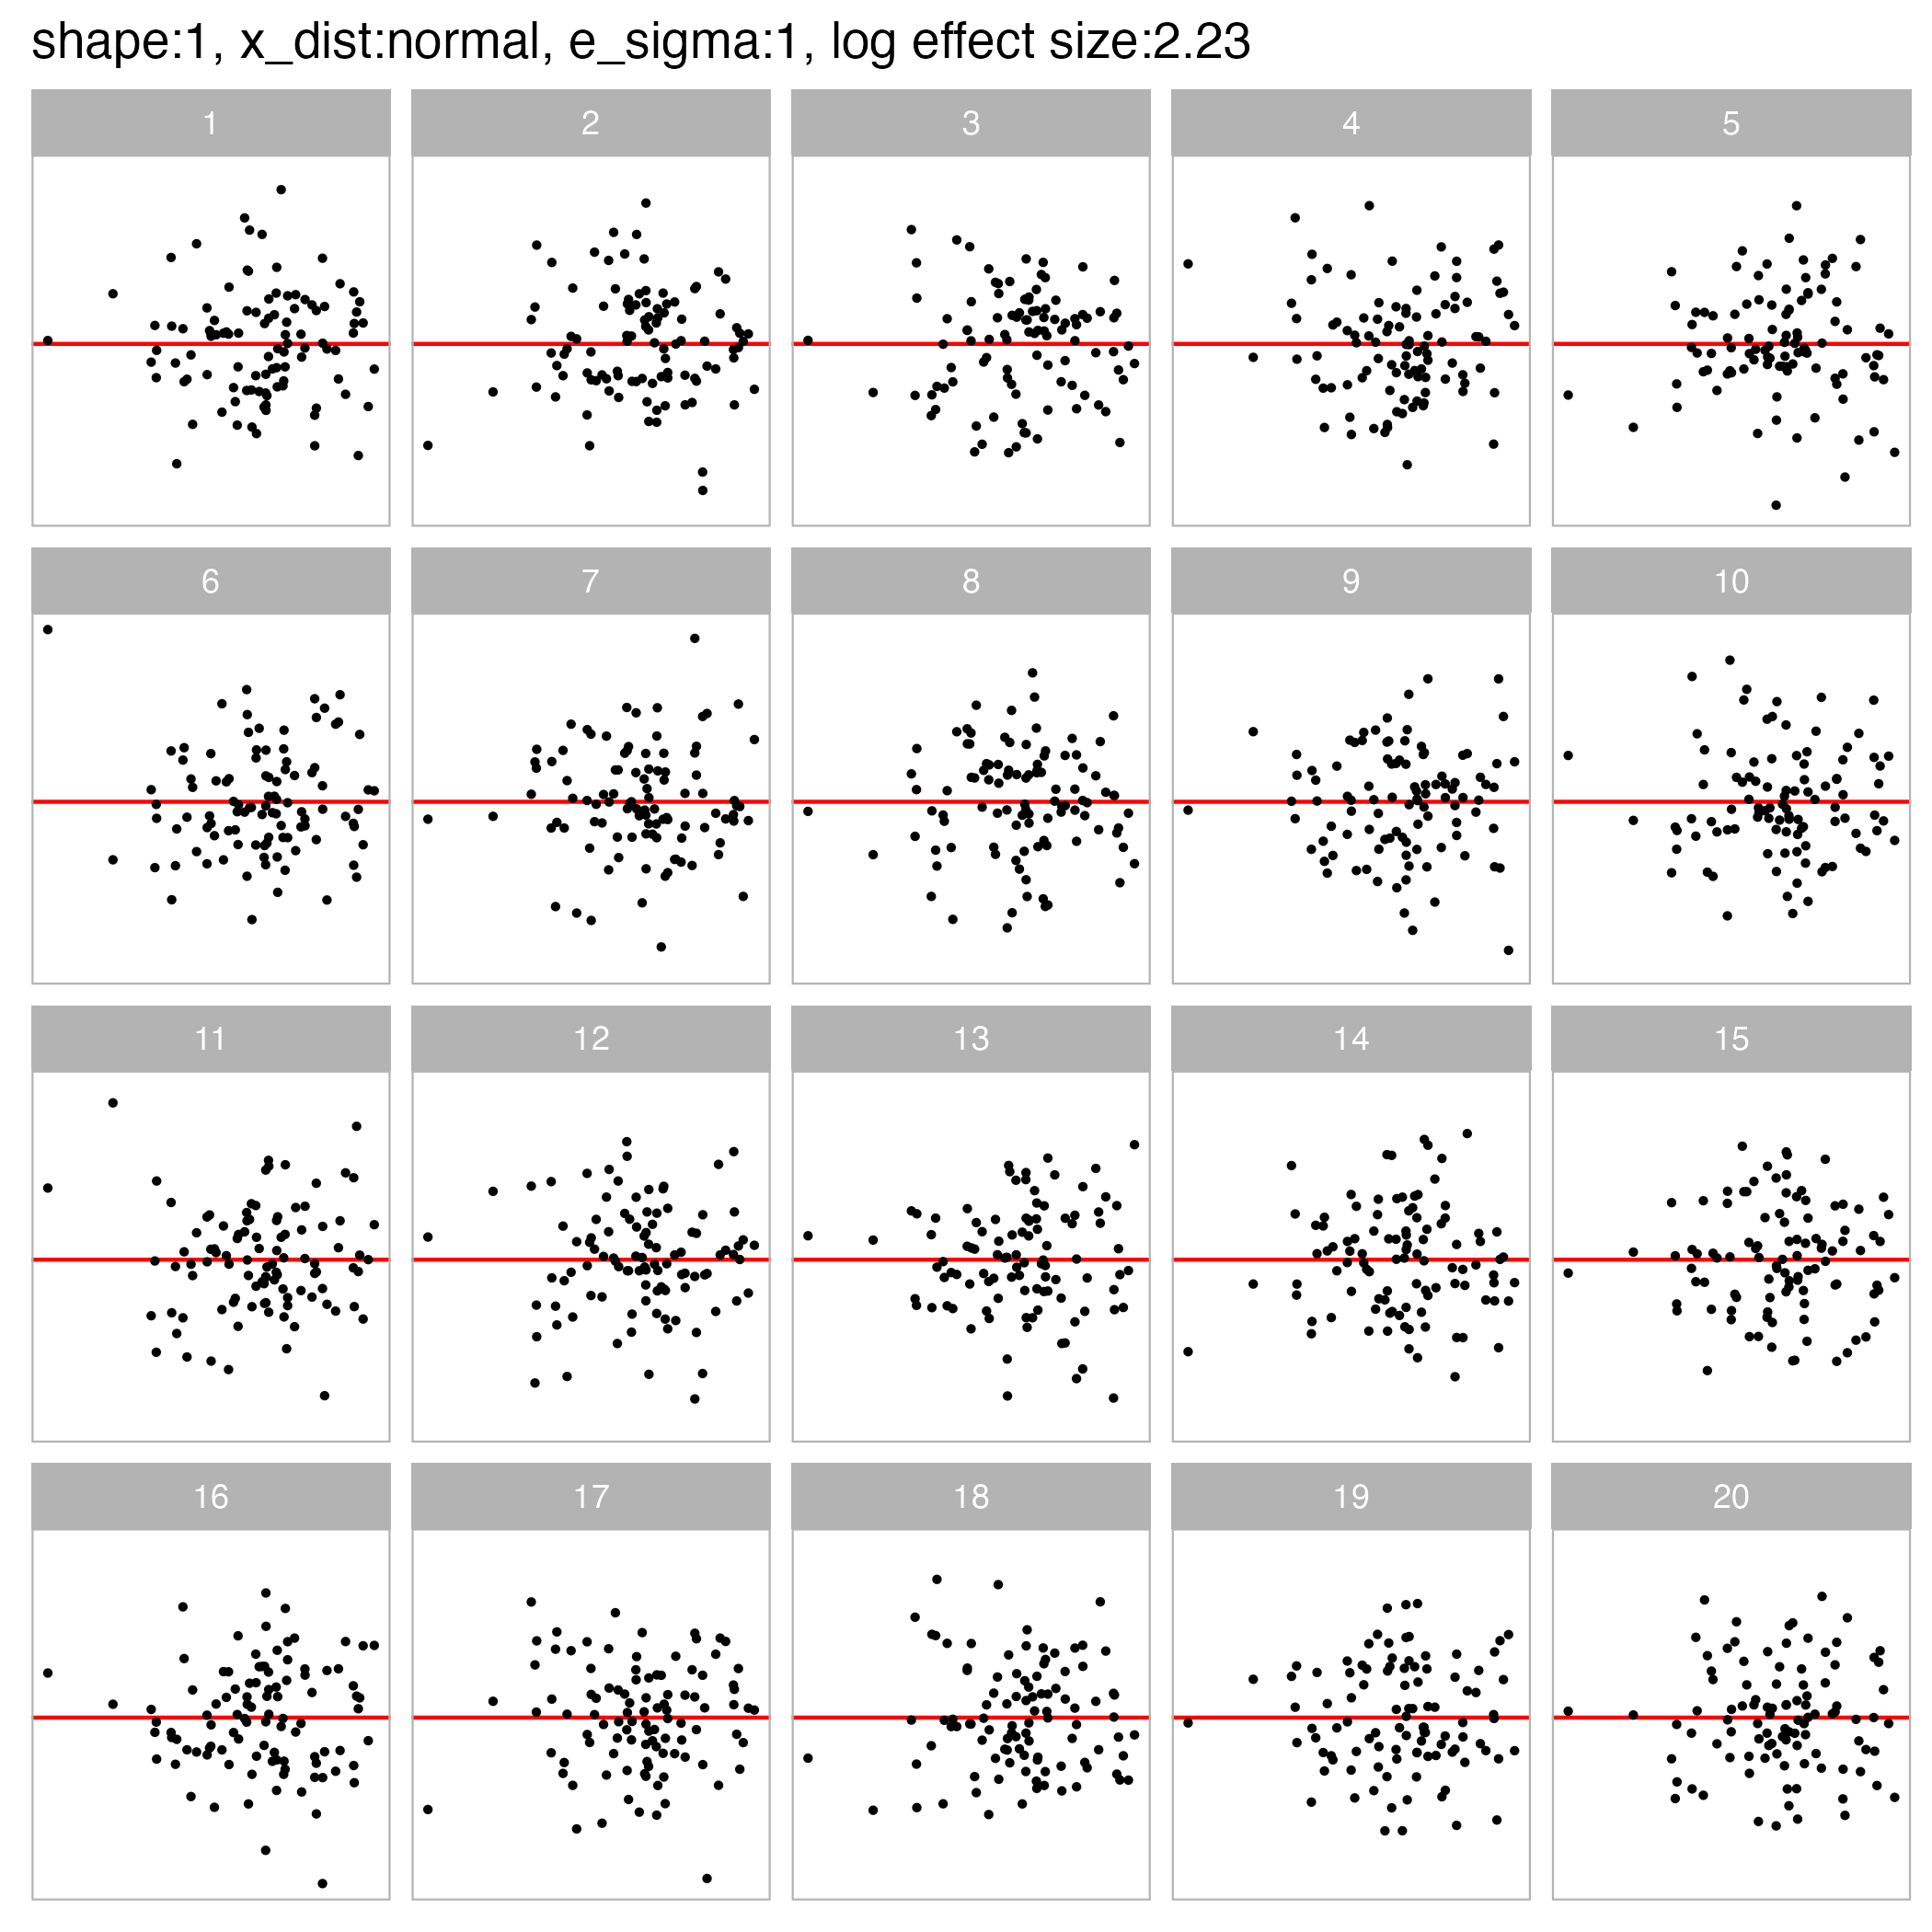 shape:1, x_dist:normal, e_sigma:1, log effect size:2.23
1 2 3 4 5
6 7 8 9 10
11 12 13 14 15
16 17 18 19 20